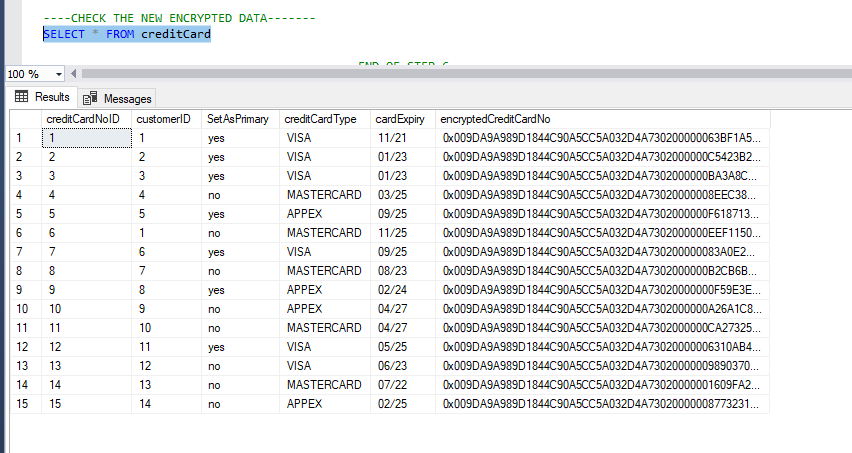 ----CHECK THE NEW ENCRYPTED DATA-------
SELECT * FROM creditCard
END OF STEP 6
100 %
Results Messages
creditCardNoID customerID SetAsPrimary creditCardType cardExpiry encryptedCreditCardNo
1 1 1 yes VISA 11/21 0x009DA9A989D1844C90A5CC5A032D4A730200000063BF1A5...
2 2 2 yes VISA 01/23 0x009DA9A989D1844C90A5CC5A032D4A7302000000C5423B2...
3 3 3 yes VISA 01/23 0x009DA9A989D1844C90A5CC5A032D4A7302000000BA3A8C...
4 4 4 no MASTERCARD 03/25 0x009DA9A989D1844C90A5CC5A032D4A73020000008EEC38...
5 5 5 yes APPEX 09/25 0x009DA9A989D1844C90A5CC5A032D4A7302000000F618713...
6 6 1 no MASTERCARD 11/25 0x009DA9A989D1844C90A5CC5A032D4A7302000000EEF1150...
7 7 6 yes VISA 09/25 0x009DA9A989D1844C90A5CC5A032D4A730200000083A0E2...
8 8 7 no MASTERCARD 08/23 0x009DA9A989D1844C90A5CC5A032D4A7302000000B2CB6B...
9 9 8 yes APPEX 02/24 0x009DA9A989D1844C90A5CC5A032D4A7302000000F59E3E...
10 10 9 no APPEX 04/27 0x009DA9A989D1844C90A5CC5A032D4A7302000000A26A1C8...
11 11 10 no MASTERCARD 04/27 0x009DA9A989D1844C90A5CC5A032D4A7302000000CA27325...
12 12 11 yes VISA 05/25 0x009DA9A989D1844C90A5CC5A032D4A73020000006310AB4...
13 13 12 no VISA 06/23 0x009DA9A989D1844C90A5CC5A032D4A73020000009890370...
14 14 13 no MASTERCARD 07/22 0x009DA9A989D1844C90A5CC5A032D4A73020000001609FA2...
15 15 14 no APPEX 02/25 0x009DA9A989D1844C90A5CC5A032D4A73020000008773231...